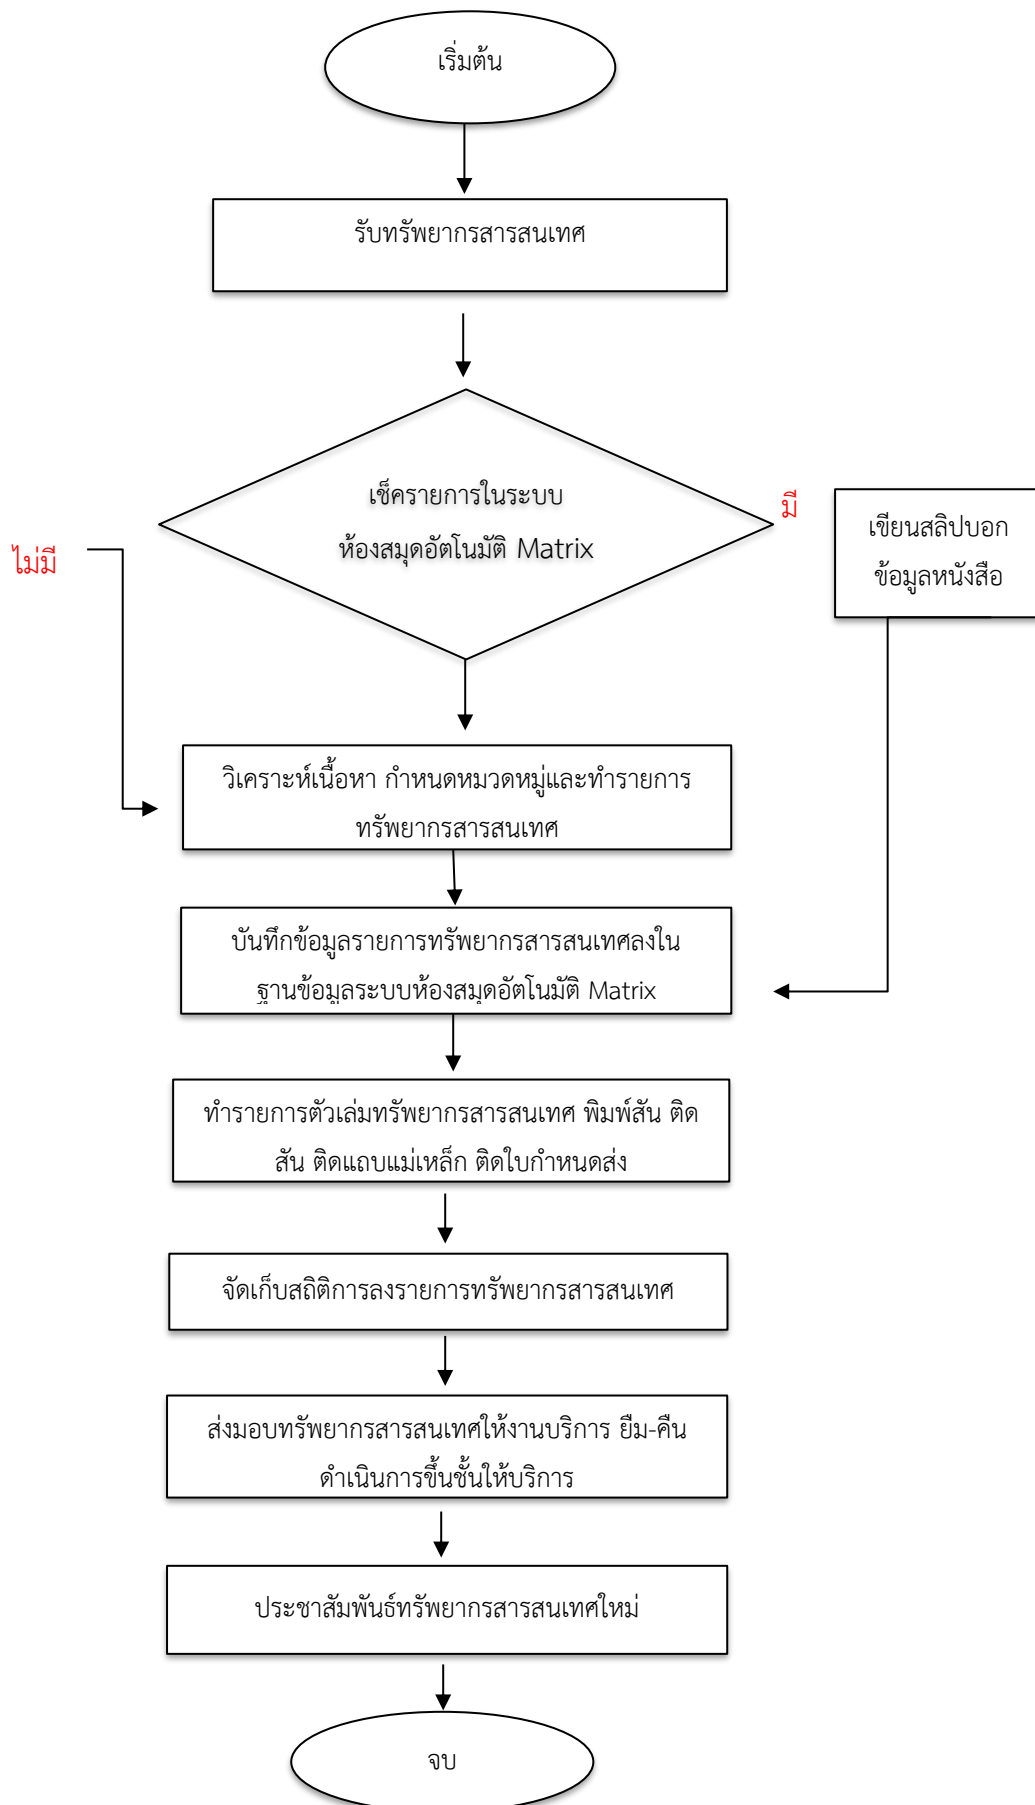 เริ่มต้น
รับทรัพยากรสารสนเทศ
เช็ครายการในระบบ
ห้องสมุดอัตโนมัติ Matrix
มี
เขียนสลิปบอก
ข้อมูลหนังสือ
ไม่มี
วิเคราะห์เนื้อหา กำหนดหมวดหมู่และทำรายการ
ทรัพยากรสารสนเทศ
บันทึกข้อมูลรายการทรัพยากรสารสนเทศลงใน
ฐานข้อมูลระบบห้องสมุดอัตโนมัติ Matrix
ทำรายการตัวเล่มทรัพยากรสารสนเทศ พิมพ์สัน ติด
สัน ติดแถบแม่เหล็ก ติดใบกำหนดส่ง
จัดเก็บสถิติการลงรายการทรัพยากรสารสนเทศ
ส่งมอบทรัพยากรสารสนเทศให้งานบริการ ยืม-คืน
ดำเนินการขึ้นชั้นให้บริการ
ประชาสัมพันธ์ทรัพยากรสารสนเทศใหม่
จบ